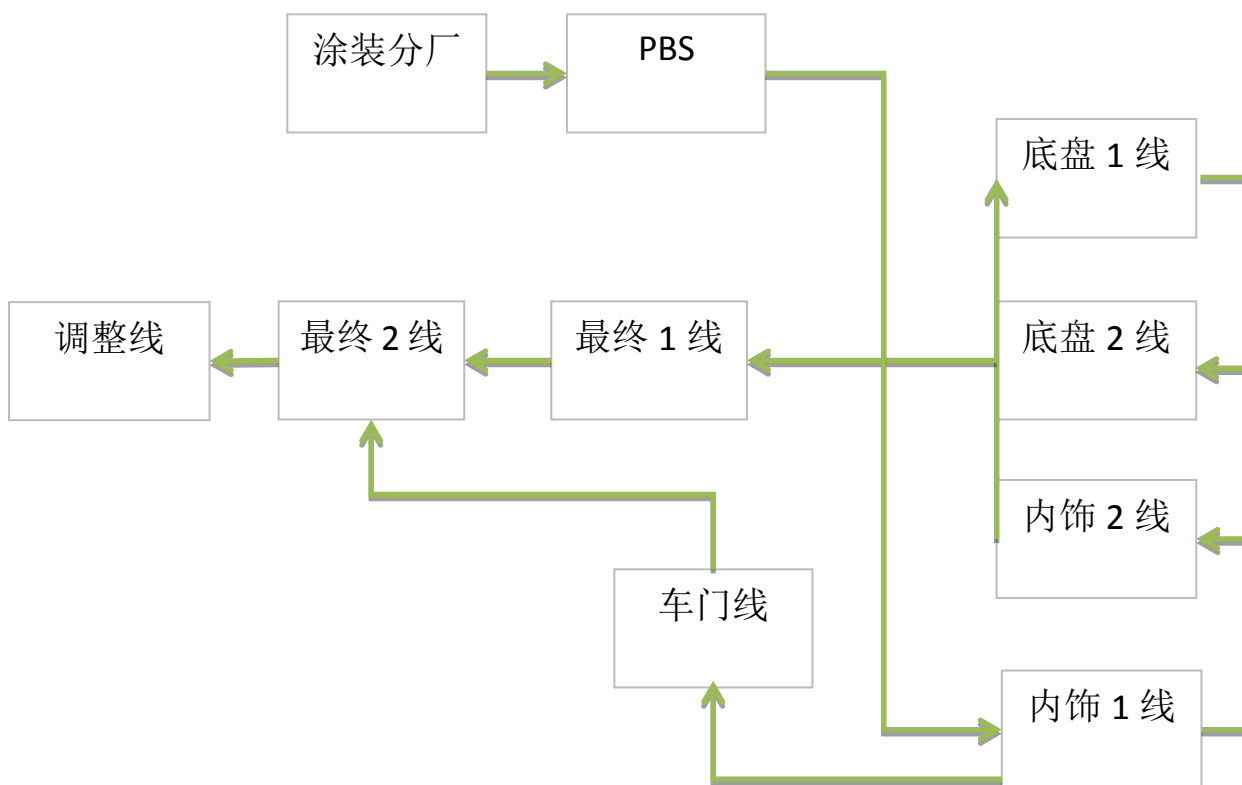 涂装分厂
PBS
底盘 1 线
调整线
最终 2 线
最终 1 线
底盘 2 线
内饰 2 线
车门线
内饰 1 线